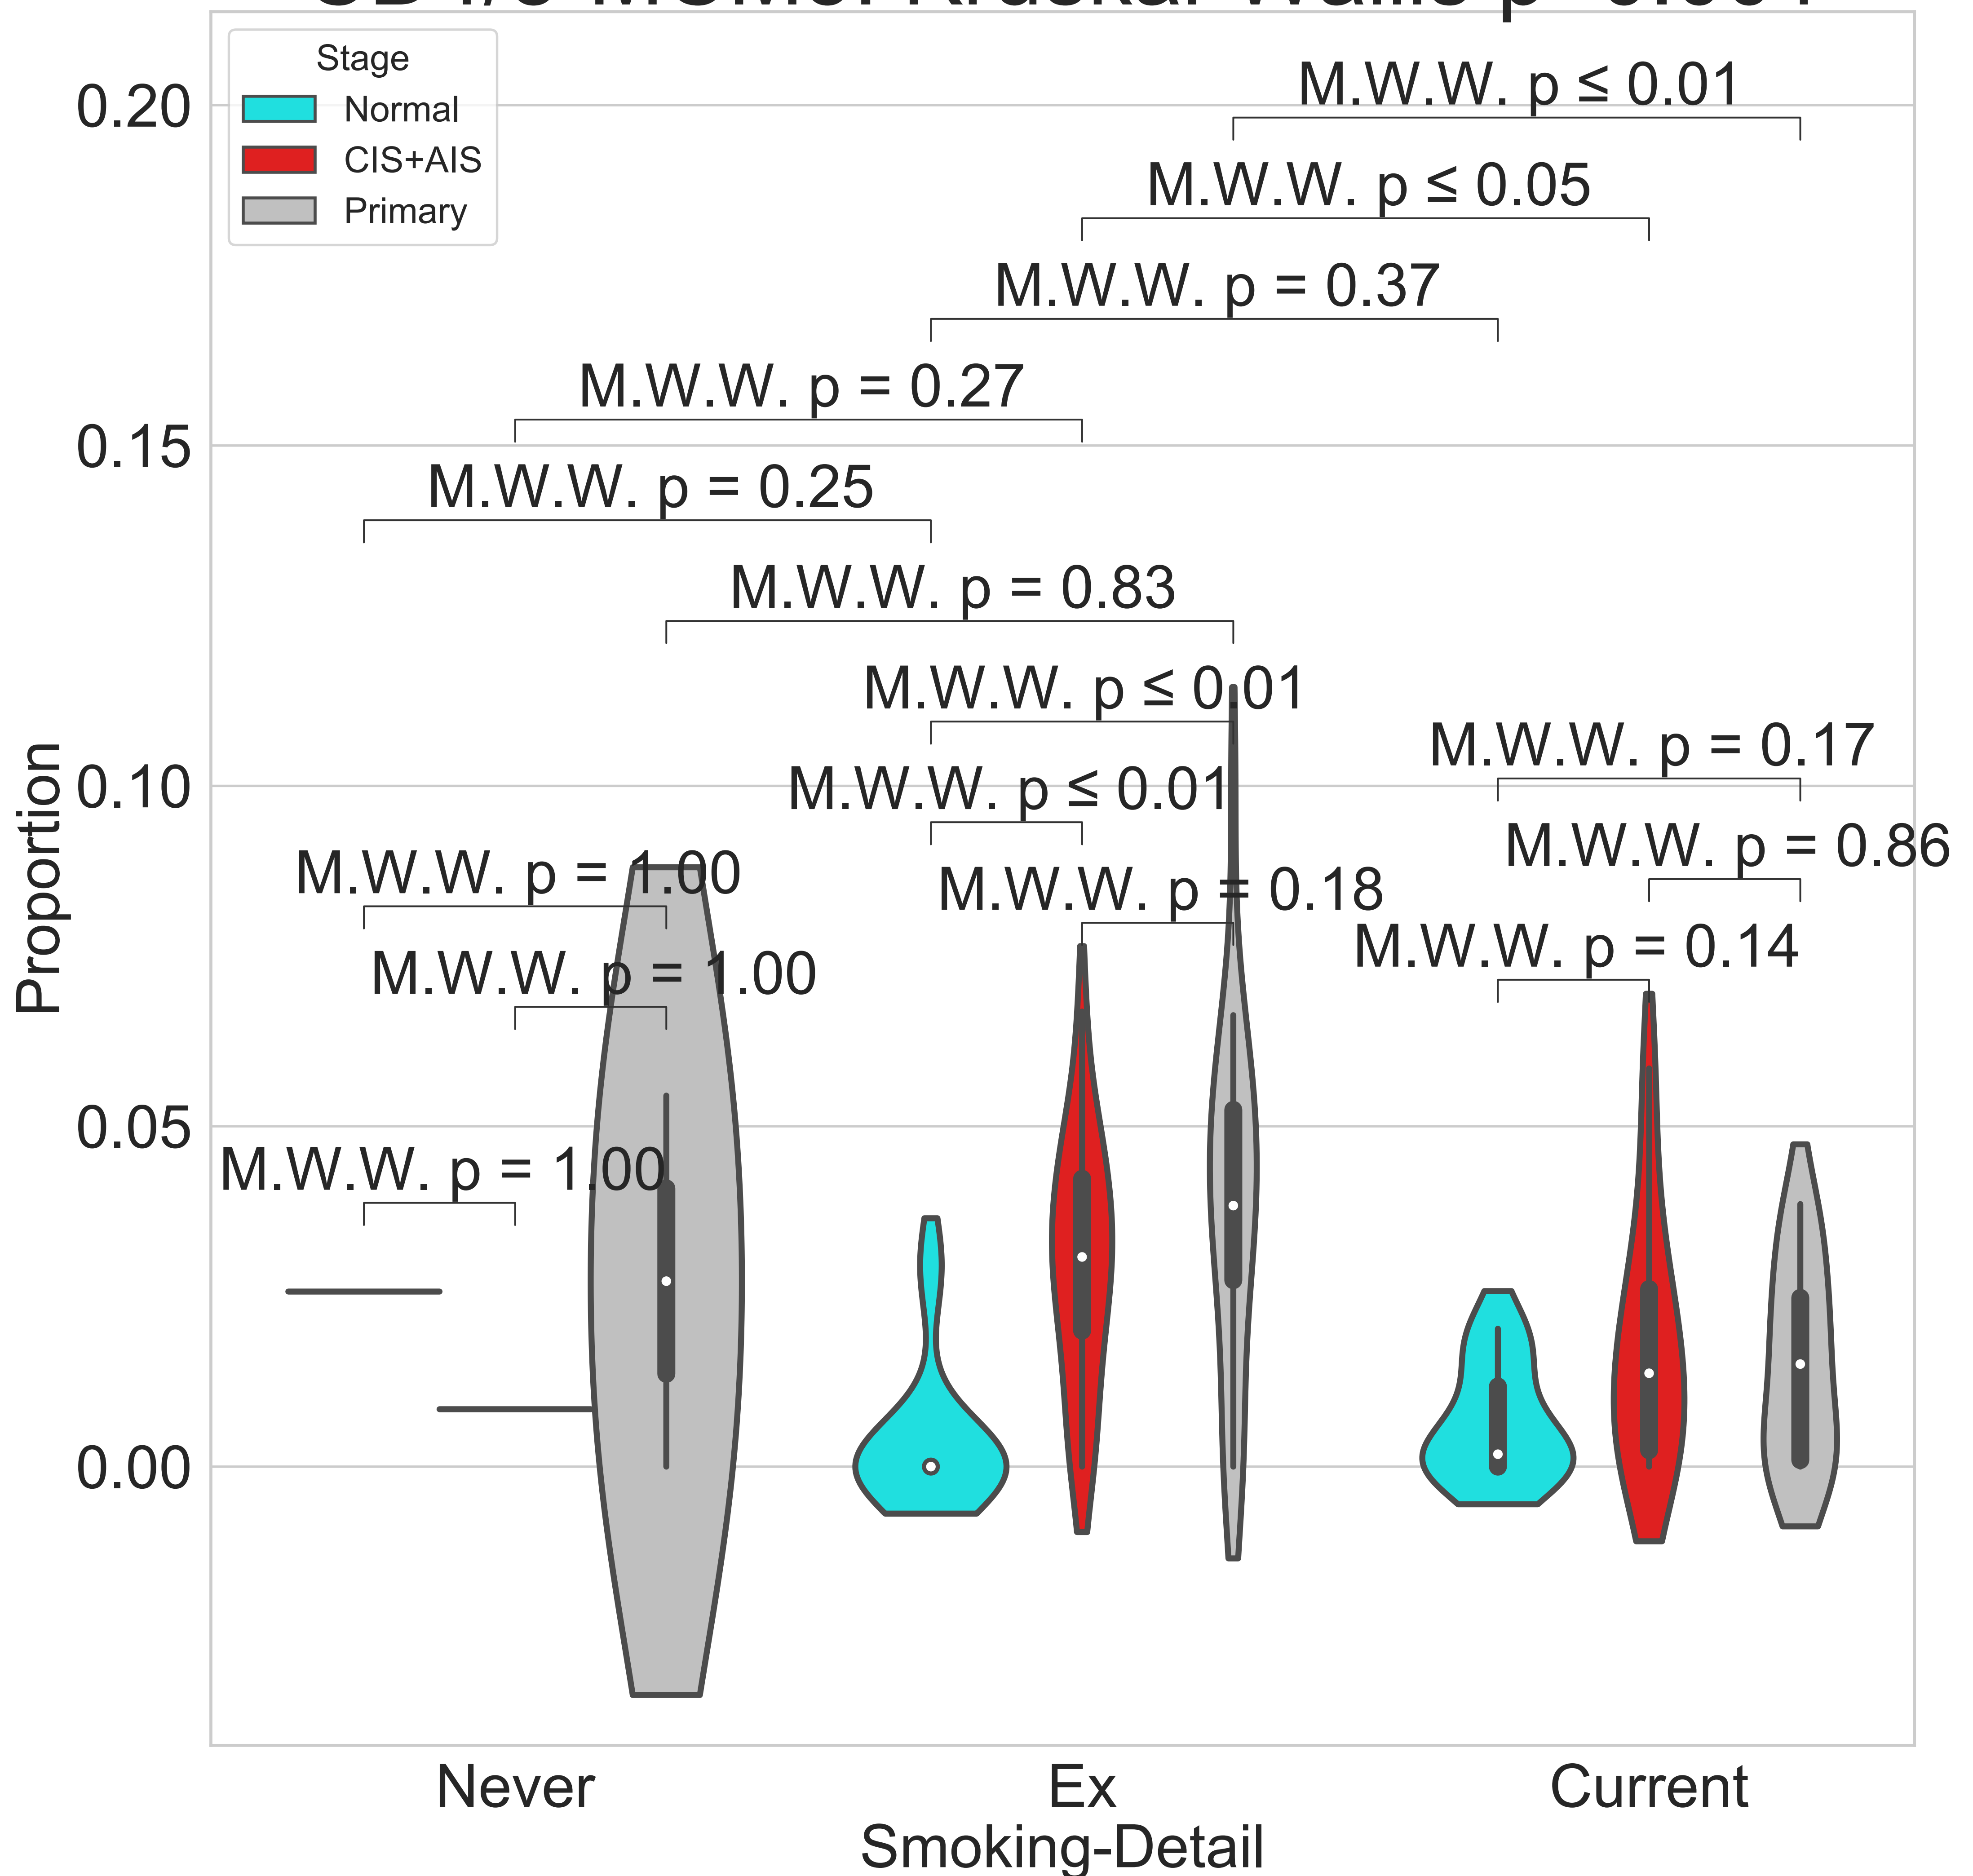 Stage
Normal
CIS+AIS
Primary
M.W.W. p ≤ 0.01
M.W.W. p ≤ 0.05
M.W.W. p = 0.37
M.W.W. p = 0.27
M.W.W. p = 0.25
M.W.W. p = 0.83
M.W.W. p ≤ 0.01
M.W.W. p = 0.17
M.W.W. p ≤ 0.01
M.W.W. p = 0.86
M.W.W. p = 1.00
M.W.W. p = 0.18
M.W.W. p = 1.00
M.W.W. p = 0.14
M.W.W. p = 1.00
0.20
0.15
0.10
0.05
0.00
Proportion
Never
Ex
Current
Smoking-Detail